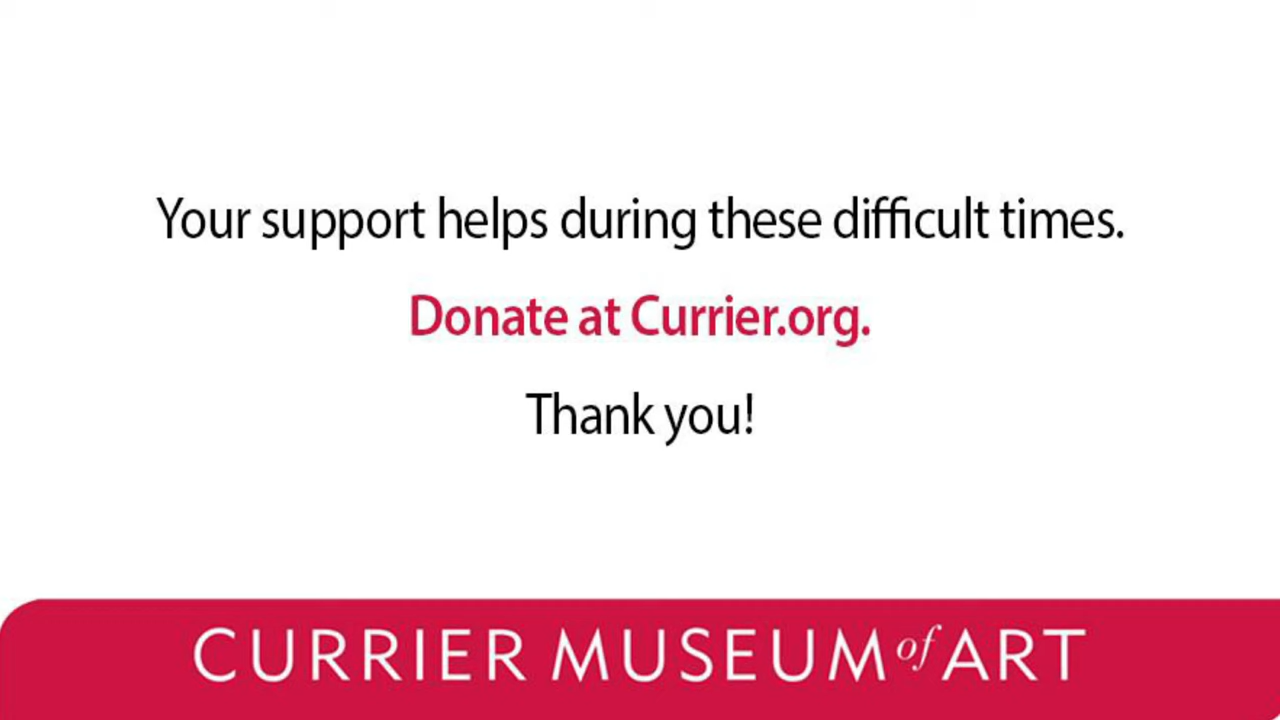 Your support helps during these difficult times.
Donate at Currier.org.
Thank you!
CURRIER MUSEUM of ART